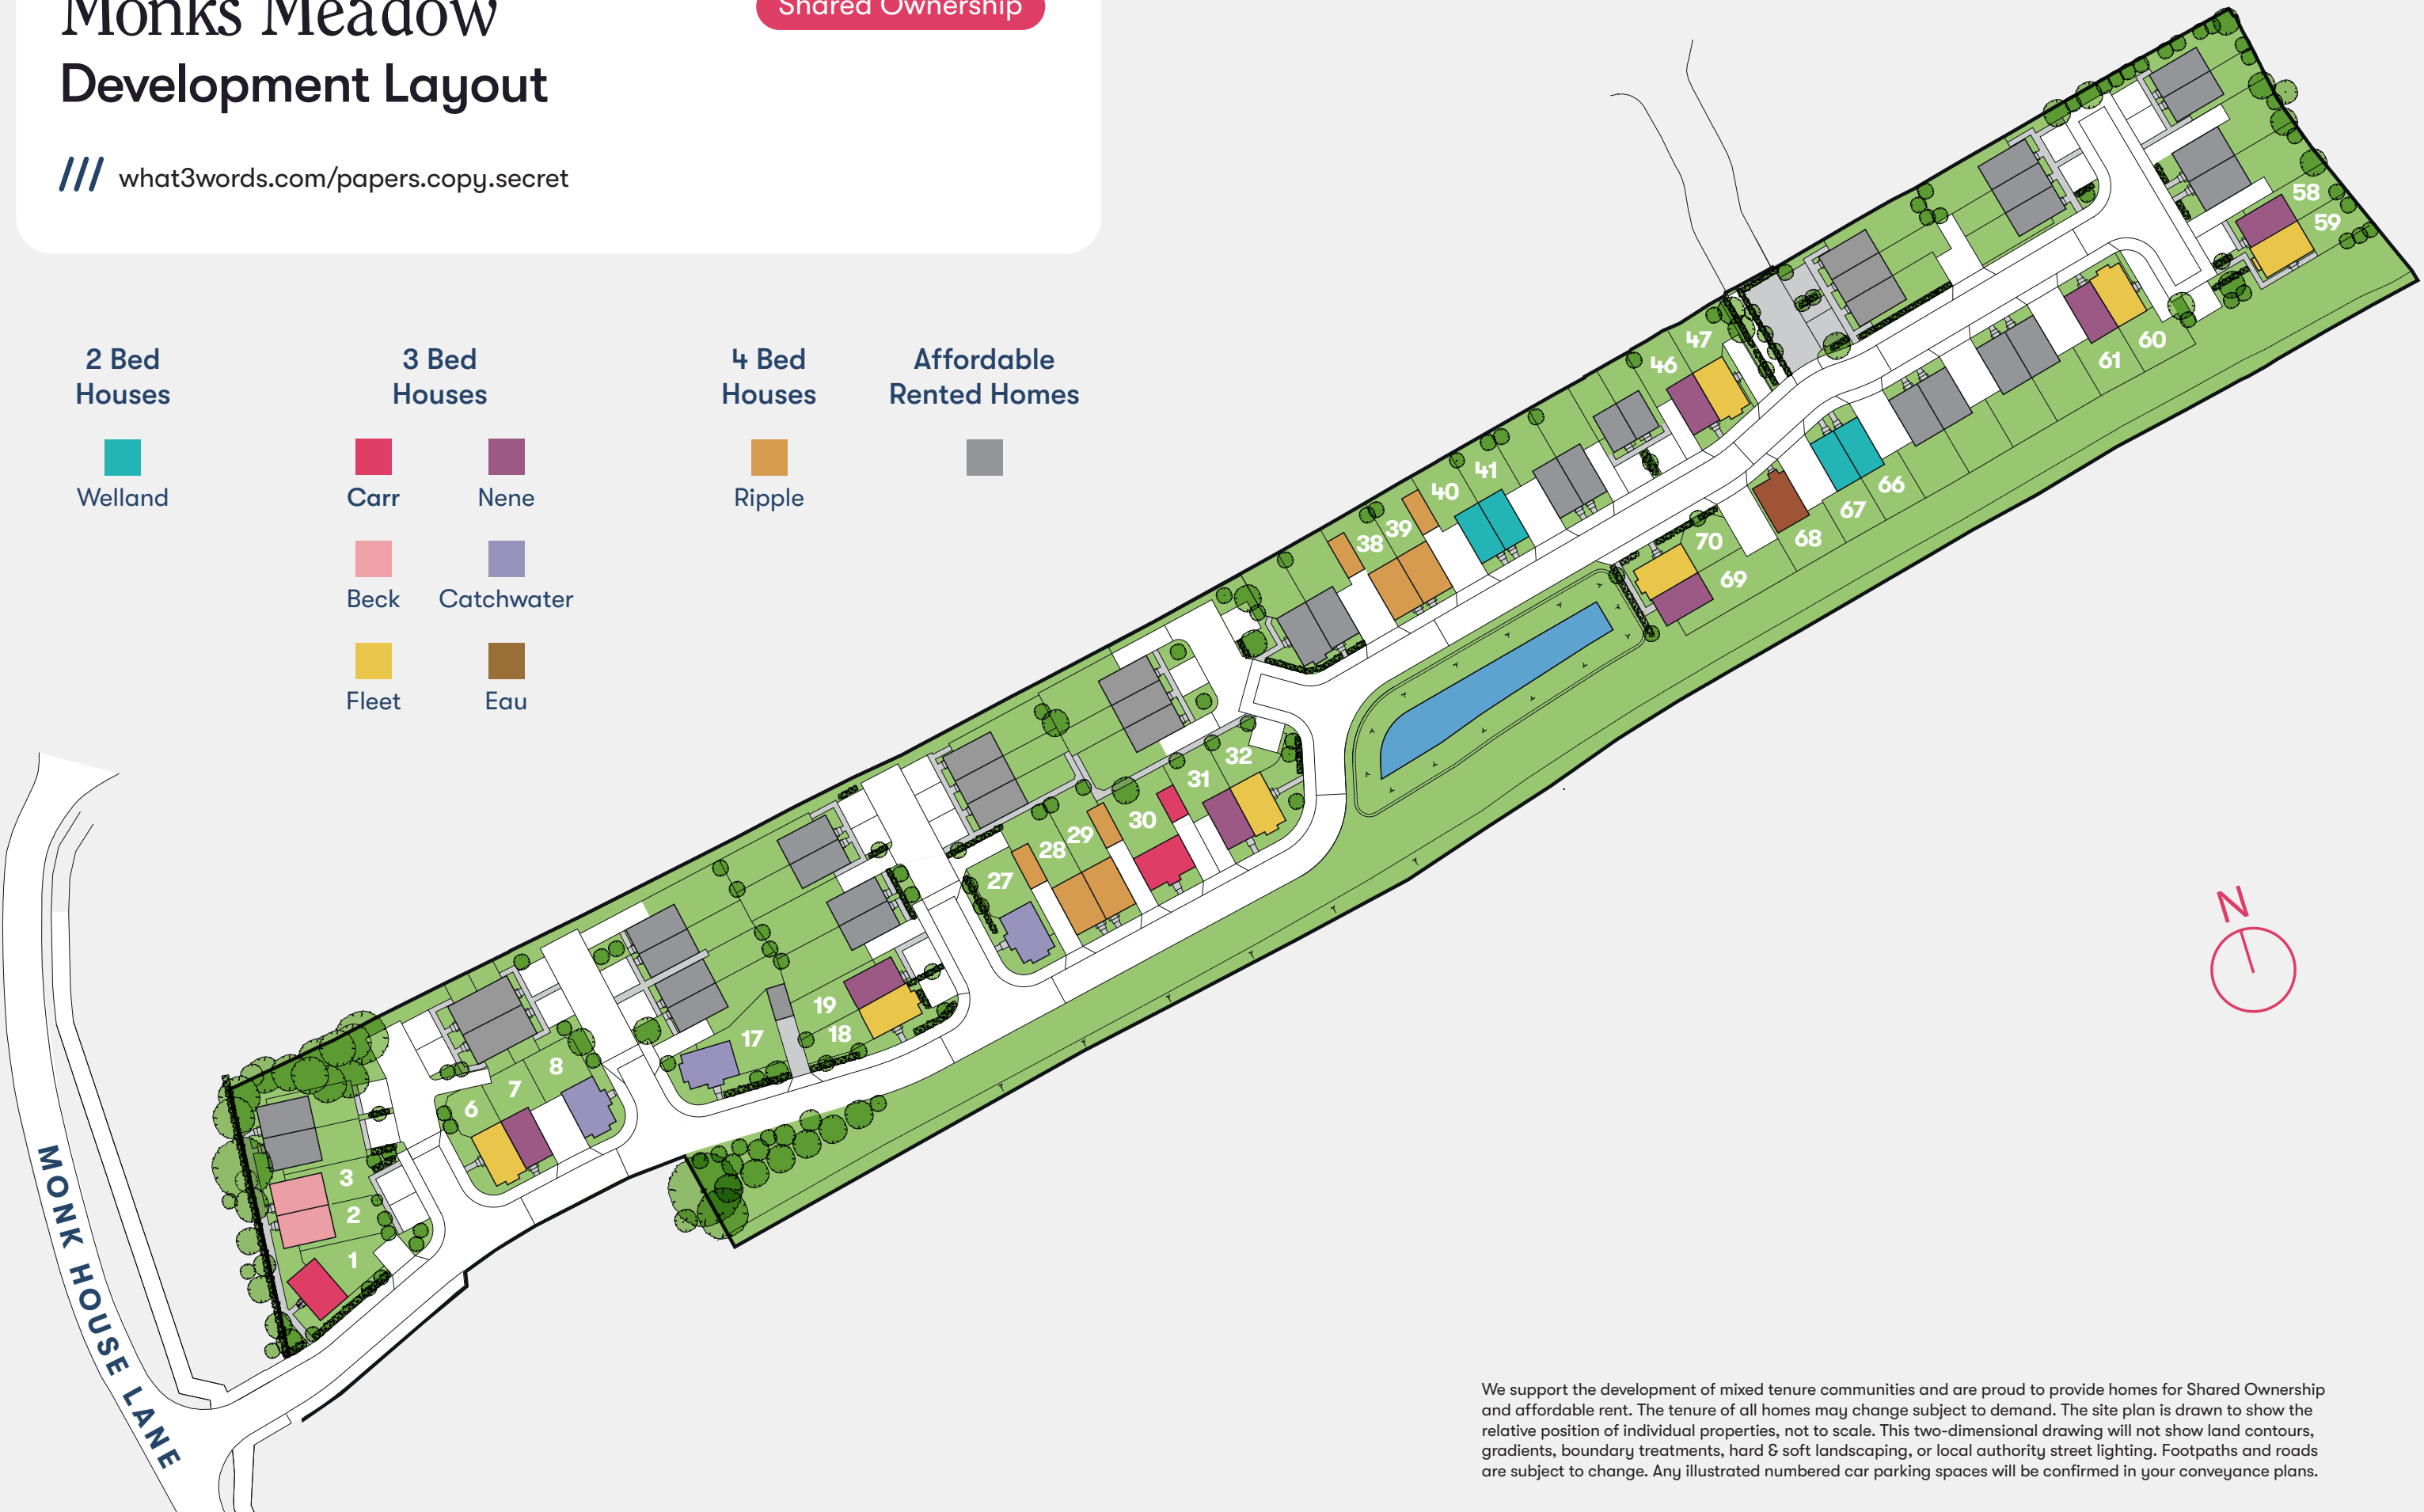 Monks Meadow
Shared Ownership
Development Layout
what3words.com/papers.copy.secret
2 Bed
Houses
Welland
3 Bed
Houses
Carr
Nene
Beck
Catchwater
Fleet
Eau
4 Bed
Houses
Ripple
Affordable
Rented Homes
58
59
47
46
60
61
41
40
39
38
66
67
68
70
69
32
31
30
29
28
27
19
18
17
8
7
6
3
2
1
N
MONK HOUSE LANE
We support the development of mixed tenure communities and are proud to provide homes for Shared Ownership
and affordable rent. The tenure of all homes may change subject to demand. The site plan is drawn to show the
relative position of individual properties, not to scale. This two-dimensional drawing will not show land contours,
gradients, boundary treatments, hard & soft landscaping, or local authority street lighting. Footpaths and roads
are subject to change. Any illustrated numbered car parking spaces will be confirmed in your conveyance plans.